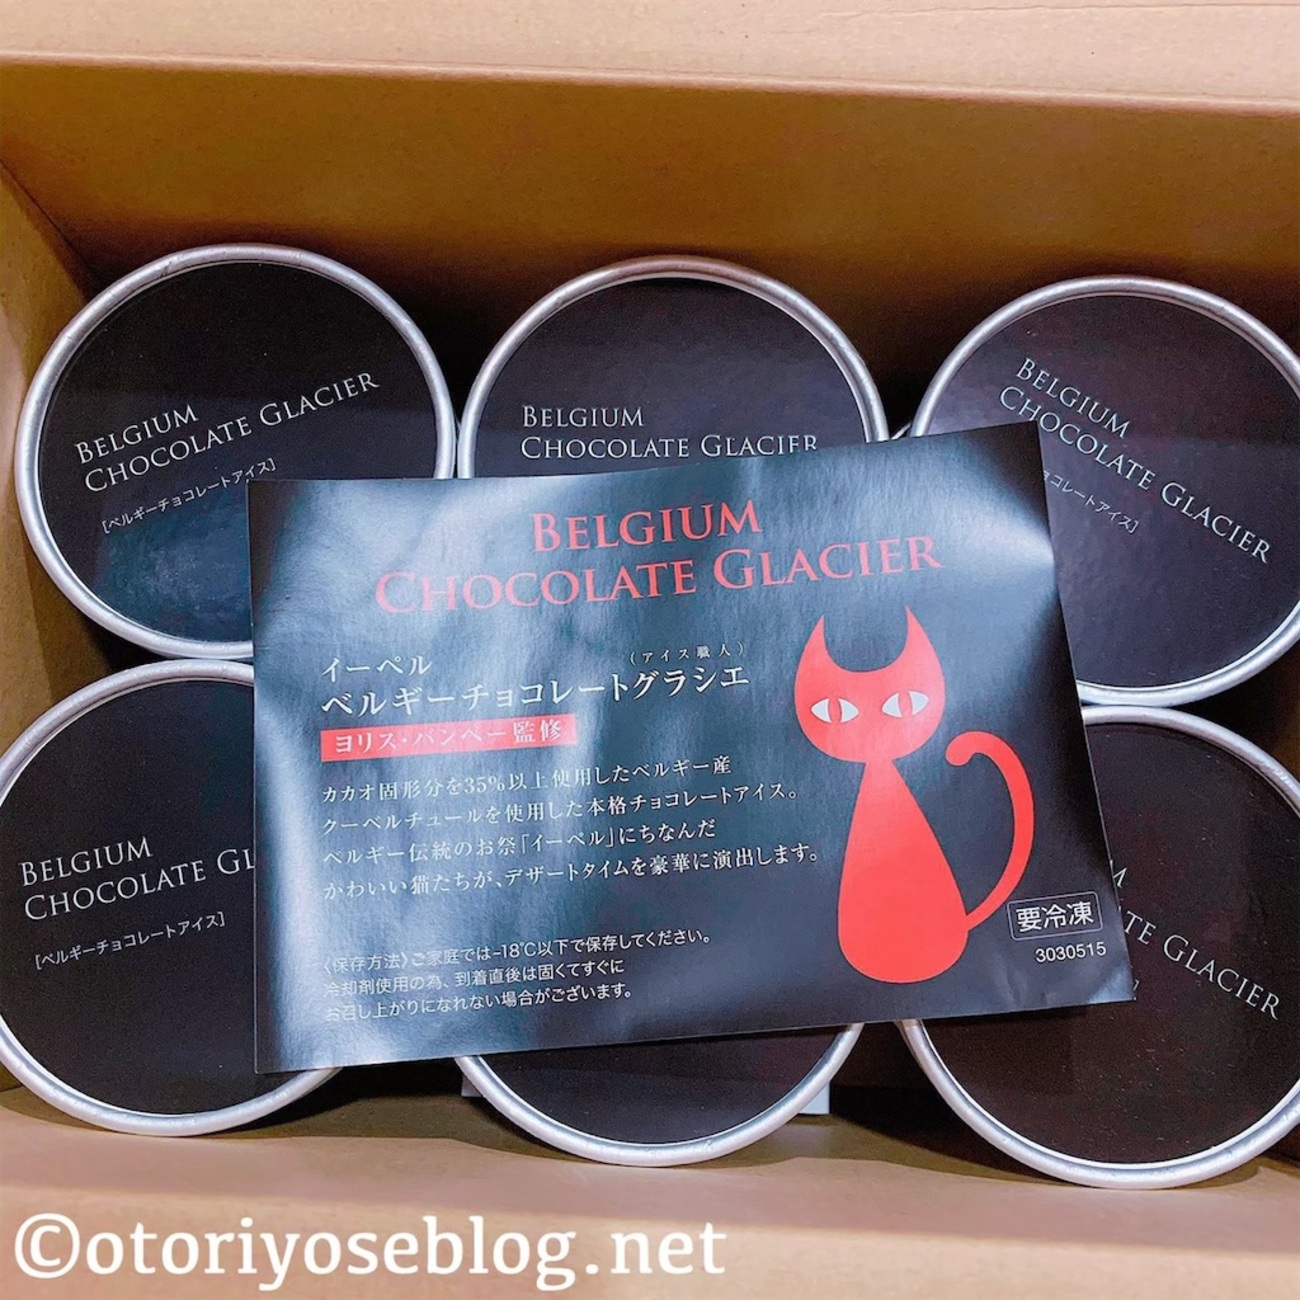 BELGIUM
CHOCOLATE GLACIER
[ベルギーチョコレートアイス]
BELGIUM
CHOCOLATE GLACIER
BELGIUM
CHOCOLATE GLACIER
コレートアイス]
BELGIUM
CHOCOLATE GLACIER
イーペル
(アイス職人)
ベルギーチョコレートグラシエ
ヨリス・バンペー監修
カカオ固形分を35%以上使用したベルギー産
クーベルチュールを使用した本格チョコレートアイス。
ベルギー伝統のお祭「イーペル」にちなんだ
かわいい猫たちが、デザートタイムを豪華に演出します。
〈保存方法〉ご家庭では-18℃以下で保存してください。
冷却剤使用の為、到着直後は固くてすぐに
お召し上がりになれない場合がございます。
要冷凍
3030515
BELGIUM
CHOCOLATE GL
[ベルギーチョコレートアイス]
M
TE GLACIER
©otoriyoseblog.net